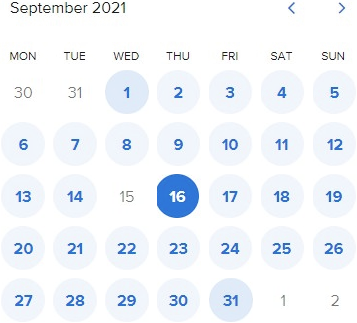 September 2021
MON TUE WED THU FRI SAT SUN
30 31 1 2 3 4 5
6 7 8 9 10 11 12
13 14 15 16 17 18 19
20 21 22 23 24 25 26
27 28 29 30 31 1 2